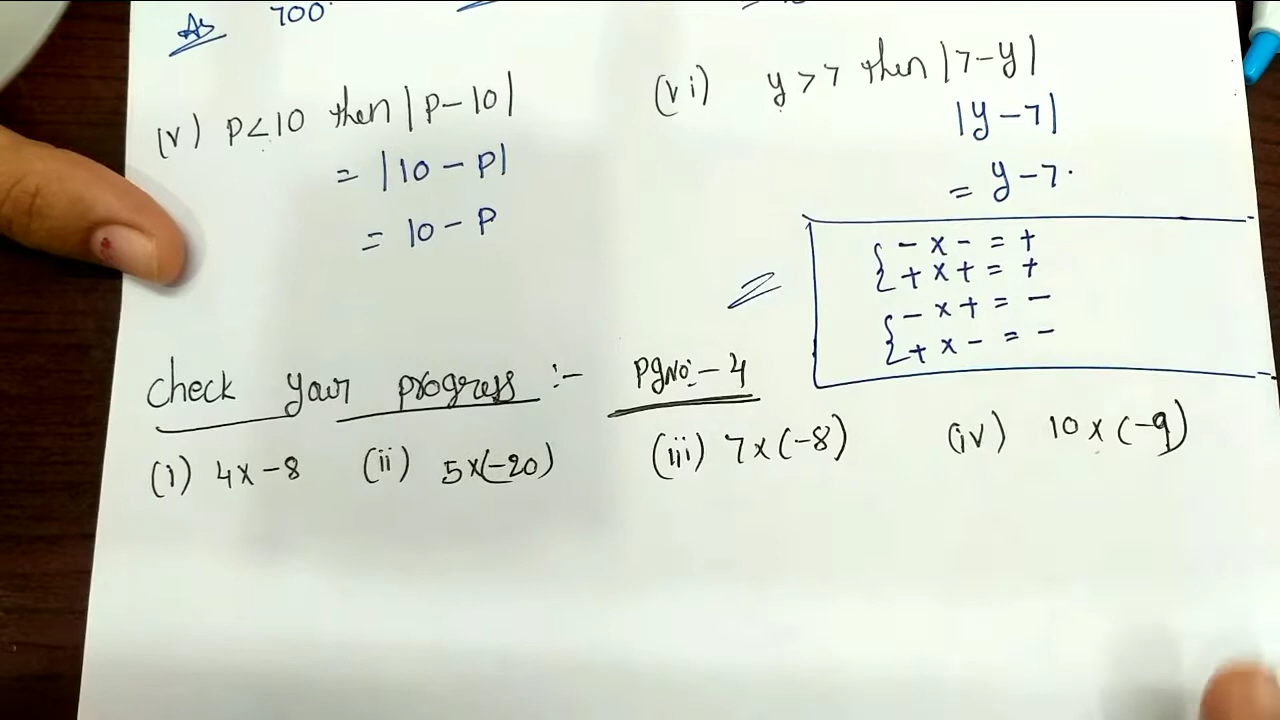 As 700
(v) P<10 then |P-10|
= |10-P|
= 10-P
(vi) y>7 then |7-y|
|y-7|
= y-7.
{ - x - = +
+ x + = +
{ - x + = -
+ x - = -
check your progress :- PgNo:- 4
(i) 4x-8 (ii) 5x(-20) (iii) 7x(-8) (iv) 10x(-9)